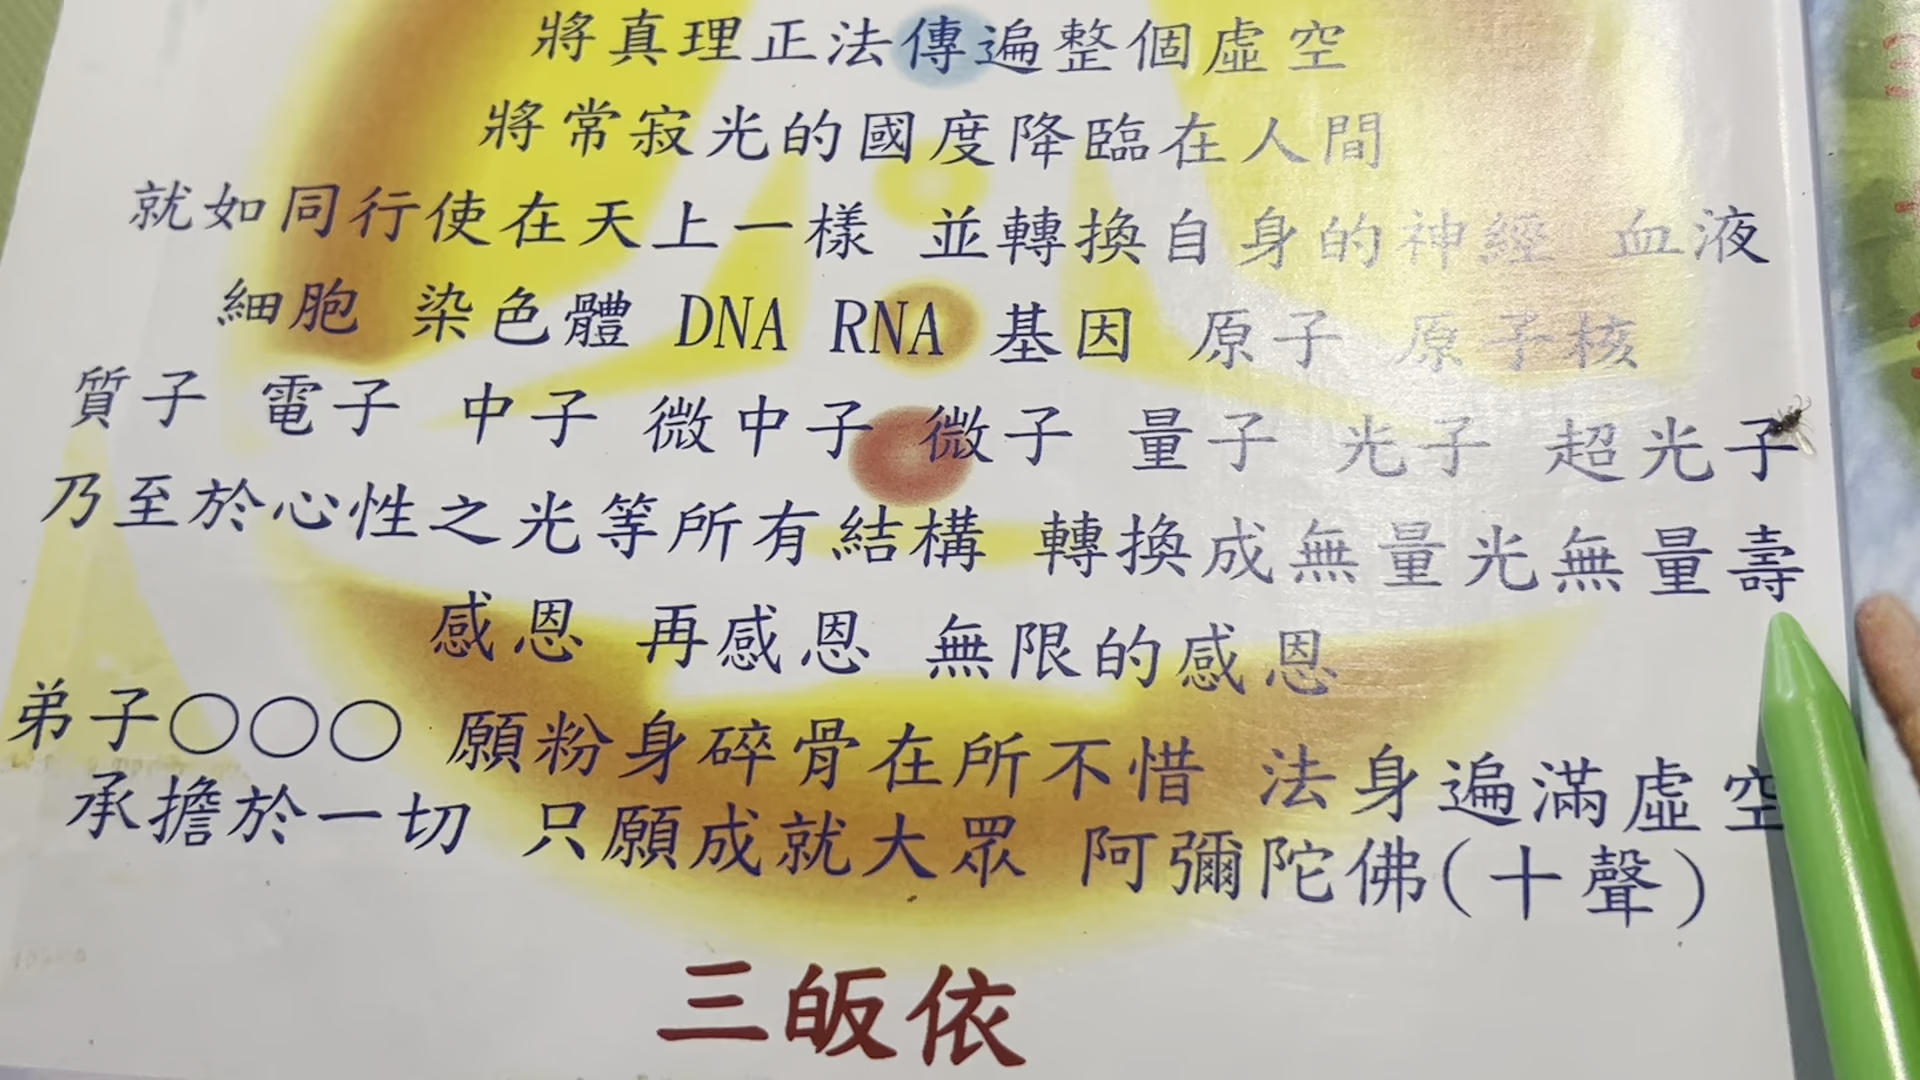 將真理正法傳遍整個虛空
將常寂光的國度降臨在人間
就如同行使在天上一樣 並轉換自身的神經 血液
細胞 染色體 DNA RNA 基因 原子 原子核
質子 電子 中子 微中子 微子 量子 光子 超光子
乃至於心性之光等所有結構 轉換成無量光無量壽
感恩 再感恩 無限的感恩
弟子○○○ 願粉身碎骨在所不惜 法身遍滿虛空
承擔於一切 只願成就大眾 阿彌陀佛(十聲)
三皈依